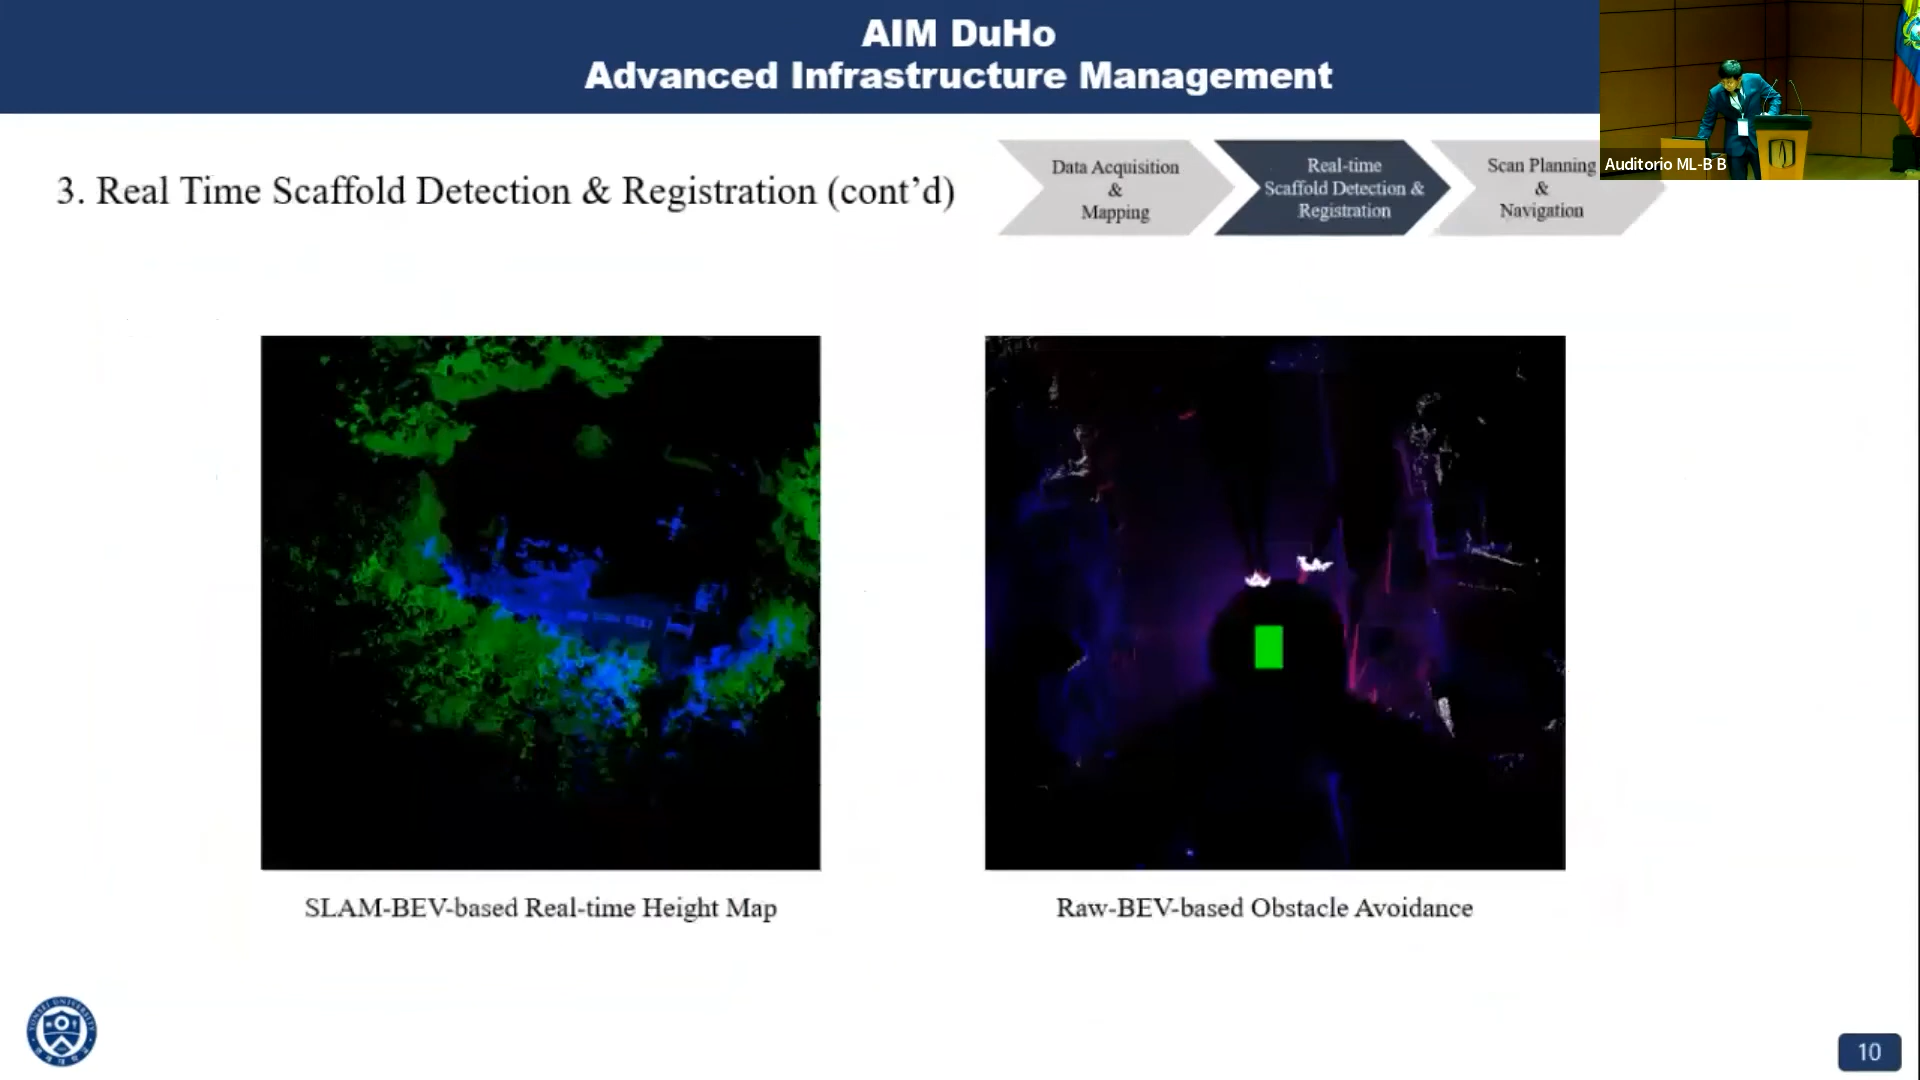 AIM DuHo
Advanced Infrastructure Management
3. Real Time Scaffold Detection & Registration (cont’d)
Data Acquisition
&
Mapping
Real-time
Scaffold Detection &
Registration
Scan Planning
&
Navigation
Auditorio ML-B B
SLAM-BEV-based Real-time Height Map
Raw-BEV-based Obstacle Avoidance
YONSEI UNIVERSITY
10